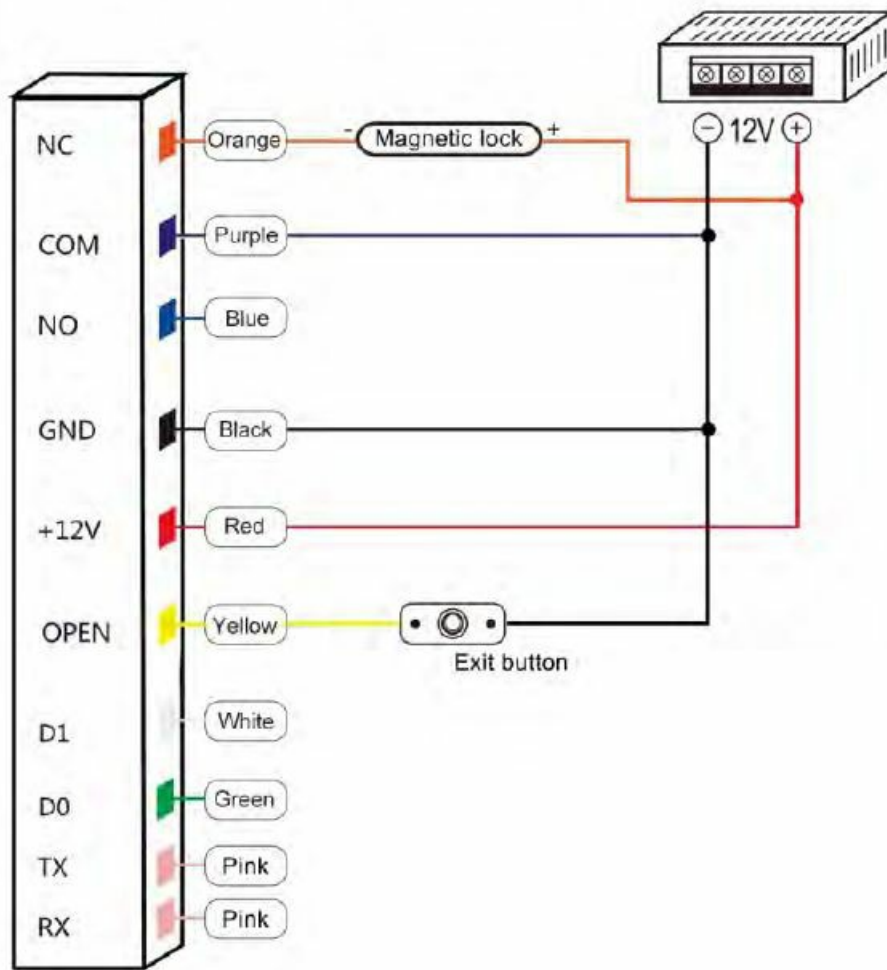 − 12V +
NC Orange - Magnetic lock +
COM Purple
NO Blue
GND Black
+12V Red
OPEN Yellow
Exit button
D1 White
D0 Green
TX Pink
RX Pink